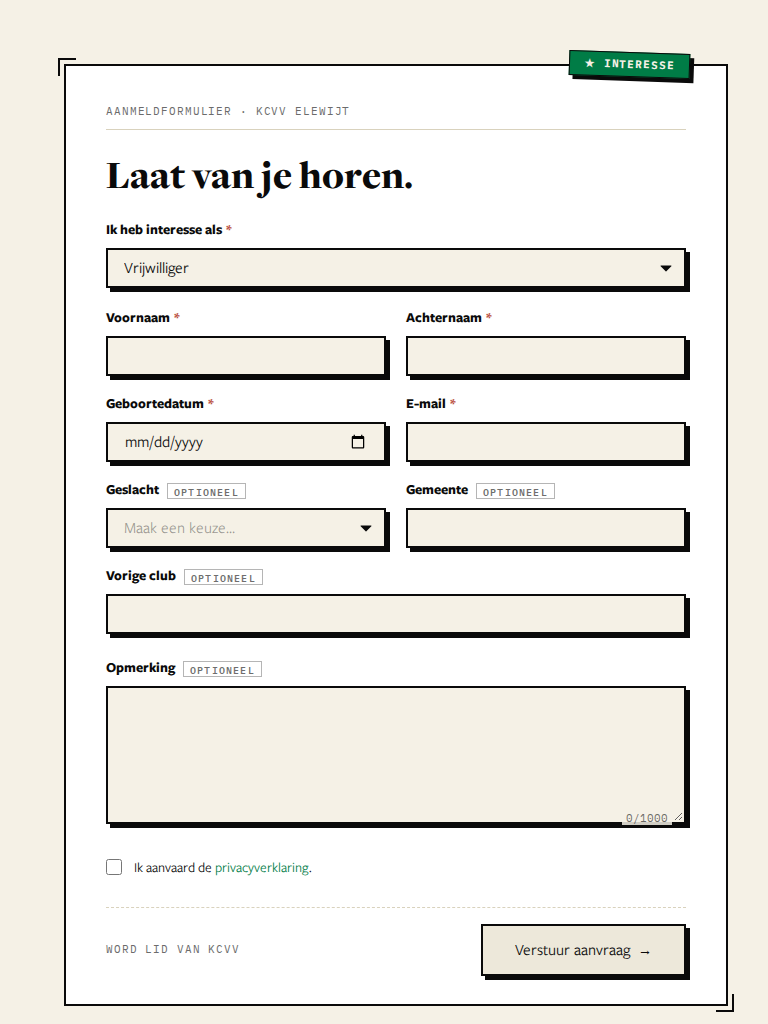 ★ INTERESSE
AANMELDFORMULIER · KCVV ELEWIJT
Laat van je horen.
Ik heb interesse als *
Vrijwilliger
Voornaam *
Achternaam *
Geboortedatum *
E-mail *
mm/dd/yyyy
Geslacht OPTIONEEL
Gemeente OPTIONEEL
Maak een keuze...
Vorige club OPTIONEEL
Opmerking OPTIONEEL
0/1000
Ik aanvaard de privacyverklaring.
WORD LID VAN KCVV
Verstuur aanvraag →